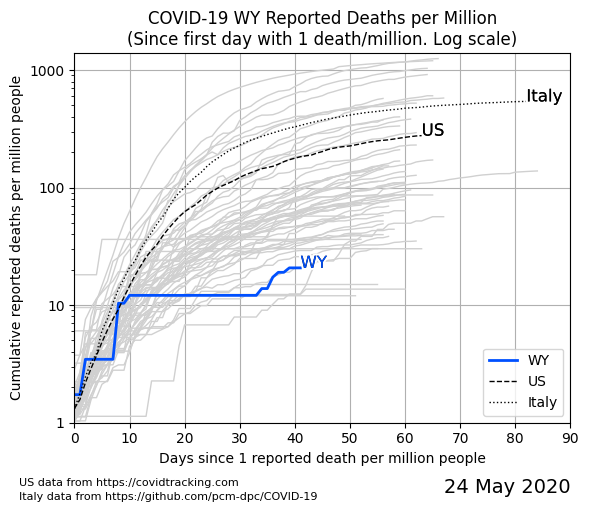 COVID-19 WY Reported Deaths per Million
(Since first day with 1 death/million. Log scale)
Cumulative reported deaths per million people
1000
100
10
1
Italy
US
WY
WY
US
Italy
0 10 20 30 40 50 60 70 80 90
Days since 1 reported death per million people
US data from https://covidtracking.com
Italy data from https://github.com/pcm-dpc/COVID-19
24 May 2020